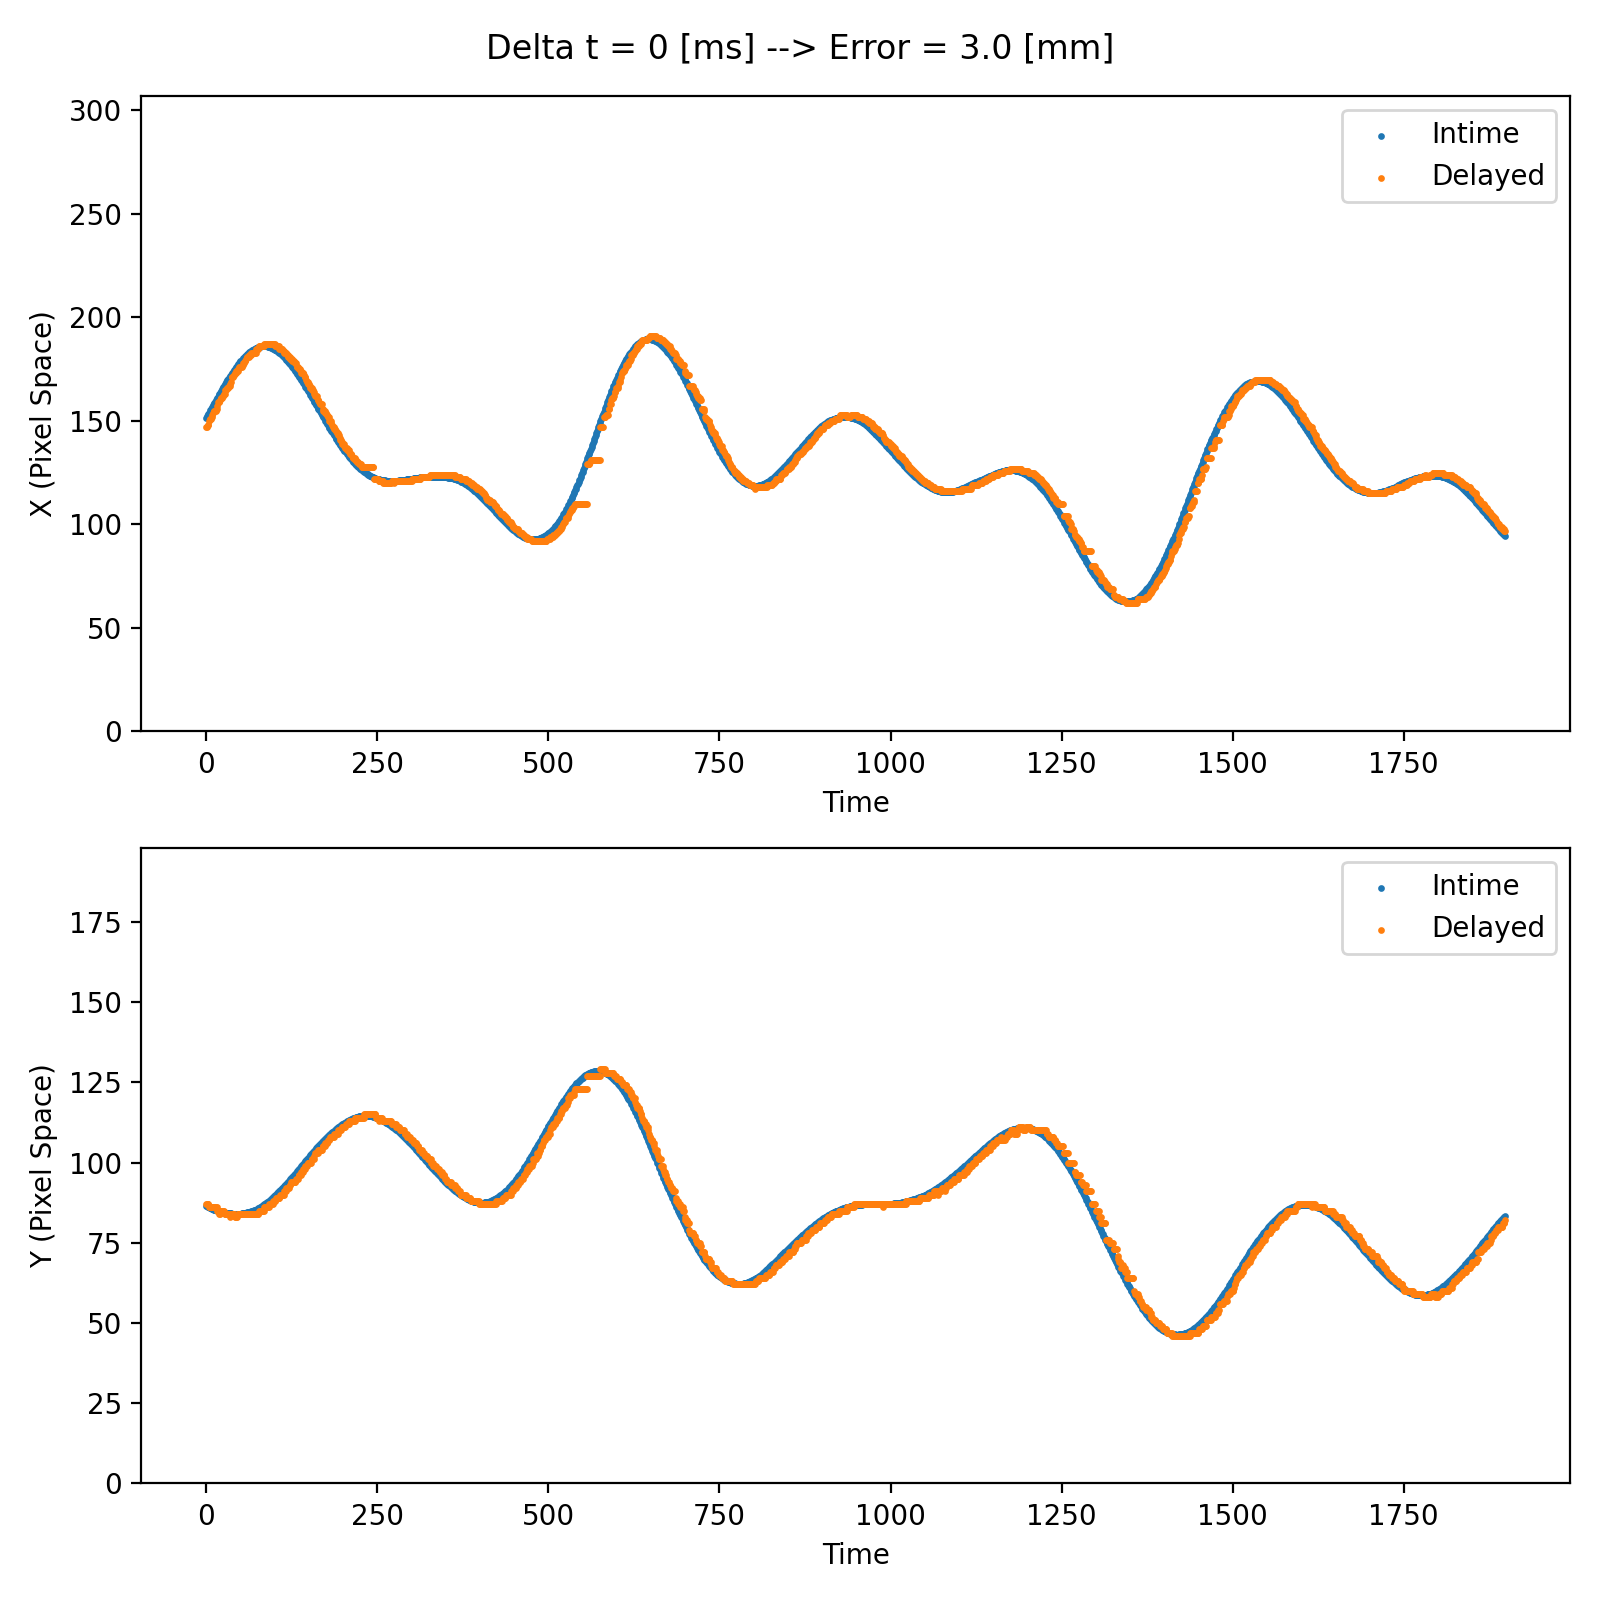 Delta t = 0 [ms] --> Error = 3.0 [mm]
300
250
200
150
100
50
0
X (Pixel Space)
Intime
Delayed
0 250 500 750 1000 1250 1500 1750
Time
175
150
125
100
75
50
25
0
Y (Pixel Space)
Intime
Delayed
0 250 500 750 1000 1250 1500 1750
Time